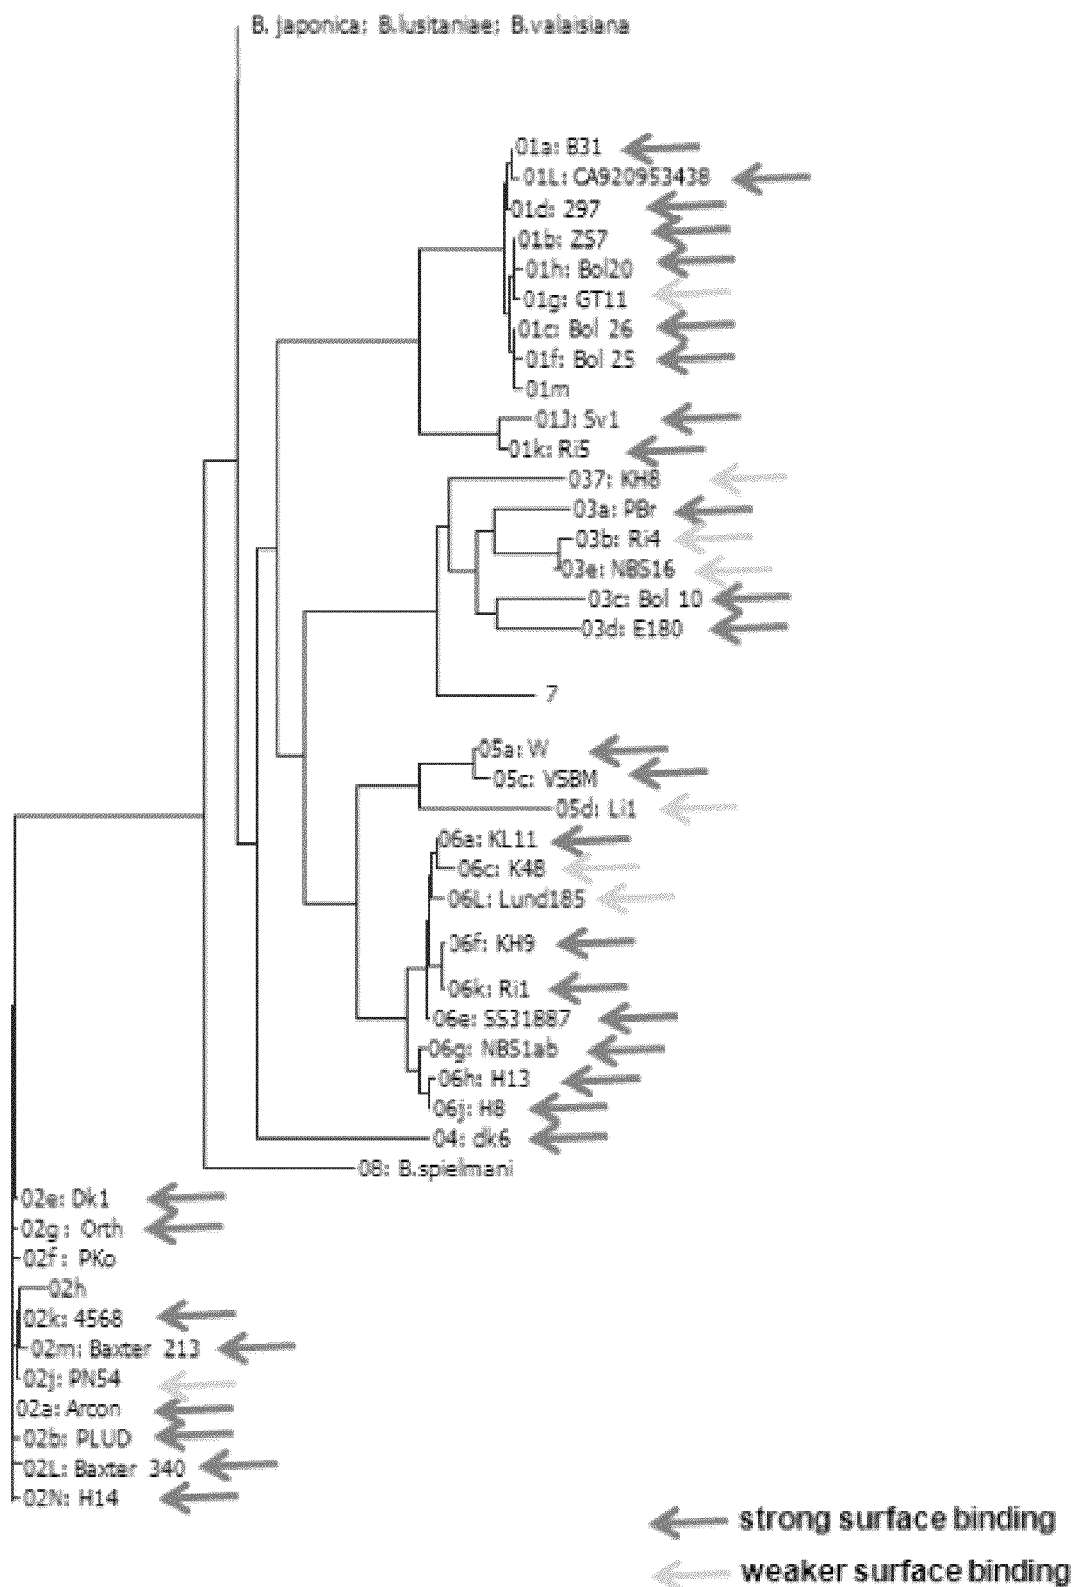 B. japonica; B.lusitaniae; B.valaisiana
01a: B31
01L: CA920953438
01d: 297
01b: ZS7
01h: Bol20
01g: GT11
01c: Bol 26
01f: Bol 25
01m
01J: Sv1
01k: Ri5
037: KH8
03a: PBr
03b: Ri4
03e: NBS16
03c: Bol 10
03d: E180
7
05a: W
05c: VSBM
05d: Li1
06a: KL11
06c: K48
06L: Lund185
06f: KH9
06k: Ri1
06e: SS31887
06g: NBS1ab
06h: H13
06j: H8
04: dk6
08: B.spielmani
02e: Dk1
02g: Orth
02f: PKo
02h
02k: 4568
02m: Baxter 213
02j: PN54
02a: Arcon
02b: PLUD
02L: Baxter 340
02N: H14
strong surface binding
weaker surface binding